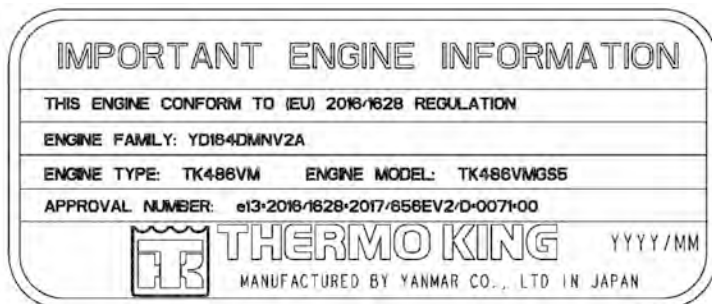 IMPORTANT ENGINE INFORMATION
THIS ENGINE CONFORM TO (EU) 2016/1628 REGULATION
ENGINE FAMILY: YD164DMNV2A
ENGINE TYPE: TK486VM ENGINE MODEL: TK486VMGS5
APPROVAL NUMBER: e13*2016/1628*2017/656EV2/D*0071*00
TK THERMO KING YYYY/MM
MANUFACTURED BY YANMAR CO., LTD IN JAPAN